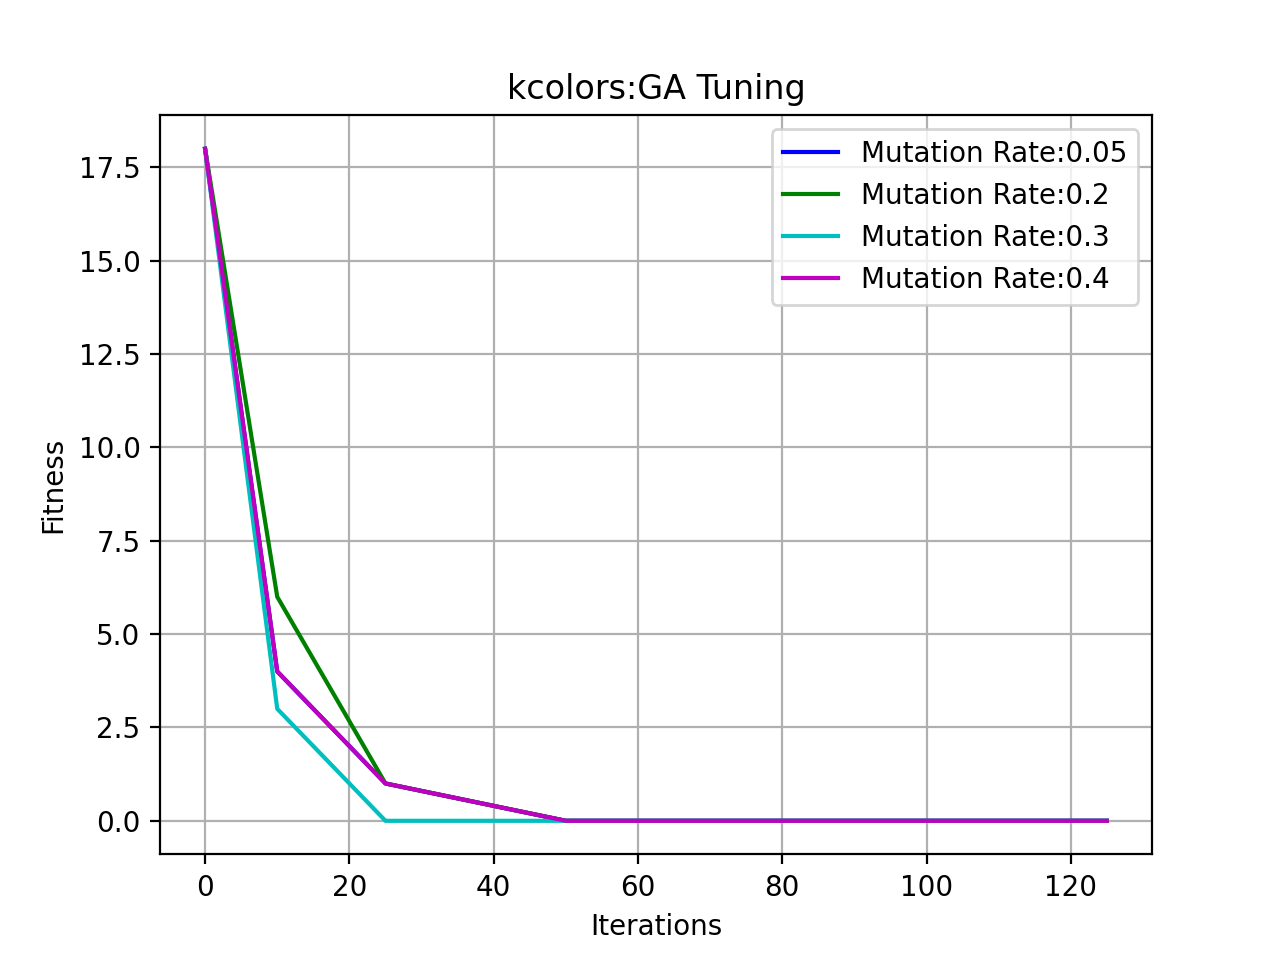 kcolors:GA Tuning
Mutation Rate:0.05
Mutation Rate:0.2
Mutation Rate:0.3
Mutation Rate:0.4
Fitness
17.5
15.0
12.5
10.0
7.5
5.0
2.5
0.0
0 20 40 60 80 100 120
Iterations